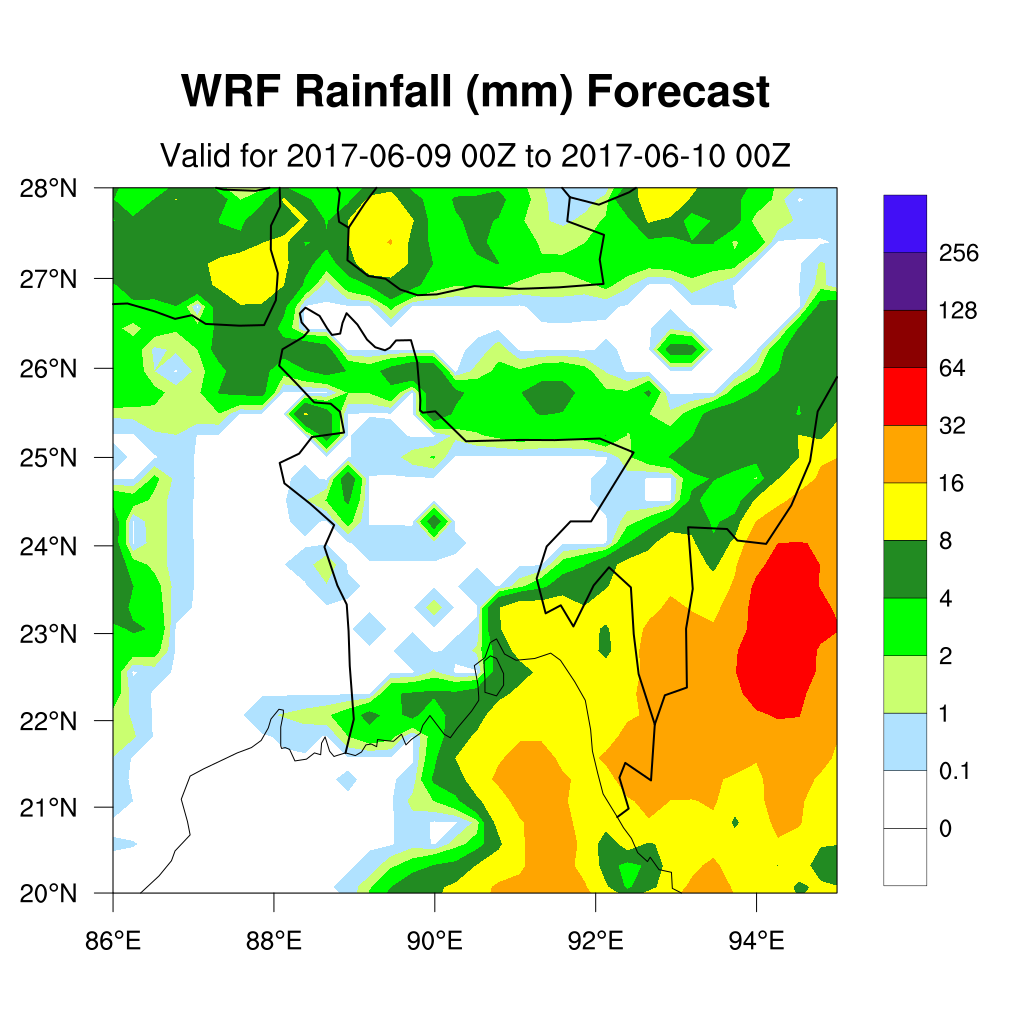 WRF Rainfall (mm) Forecast
Valid for 2017-06-09 00Z to 2017-06-10 00Z
28°N
27°N
26°N
25°N
24°N
23°N
22°N
21°N
20°N
86°E 88°E 90°E 92°E 94°E
256
128
64
32
16
8
4
2
1
0.1
0